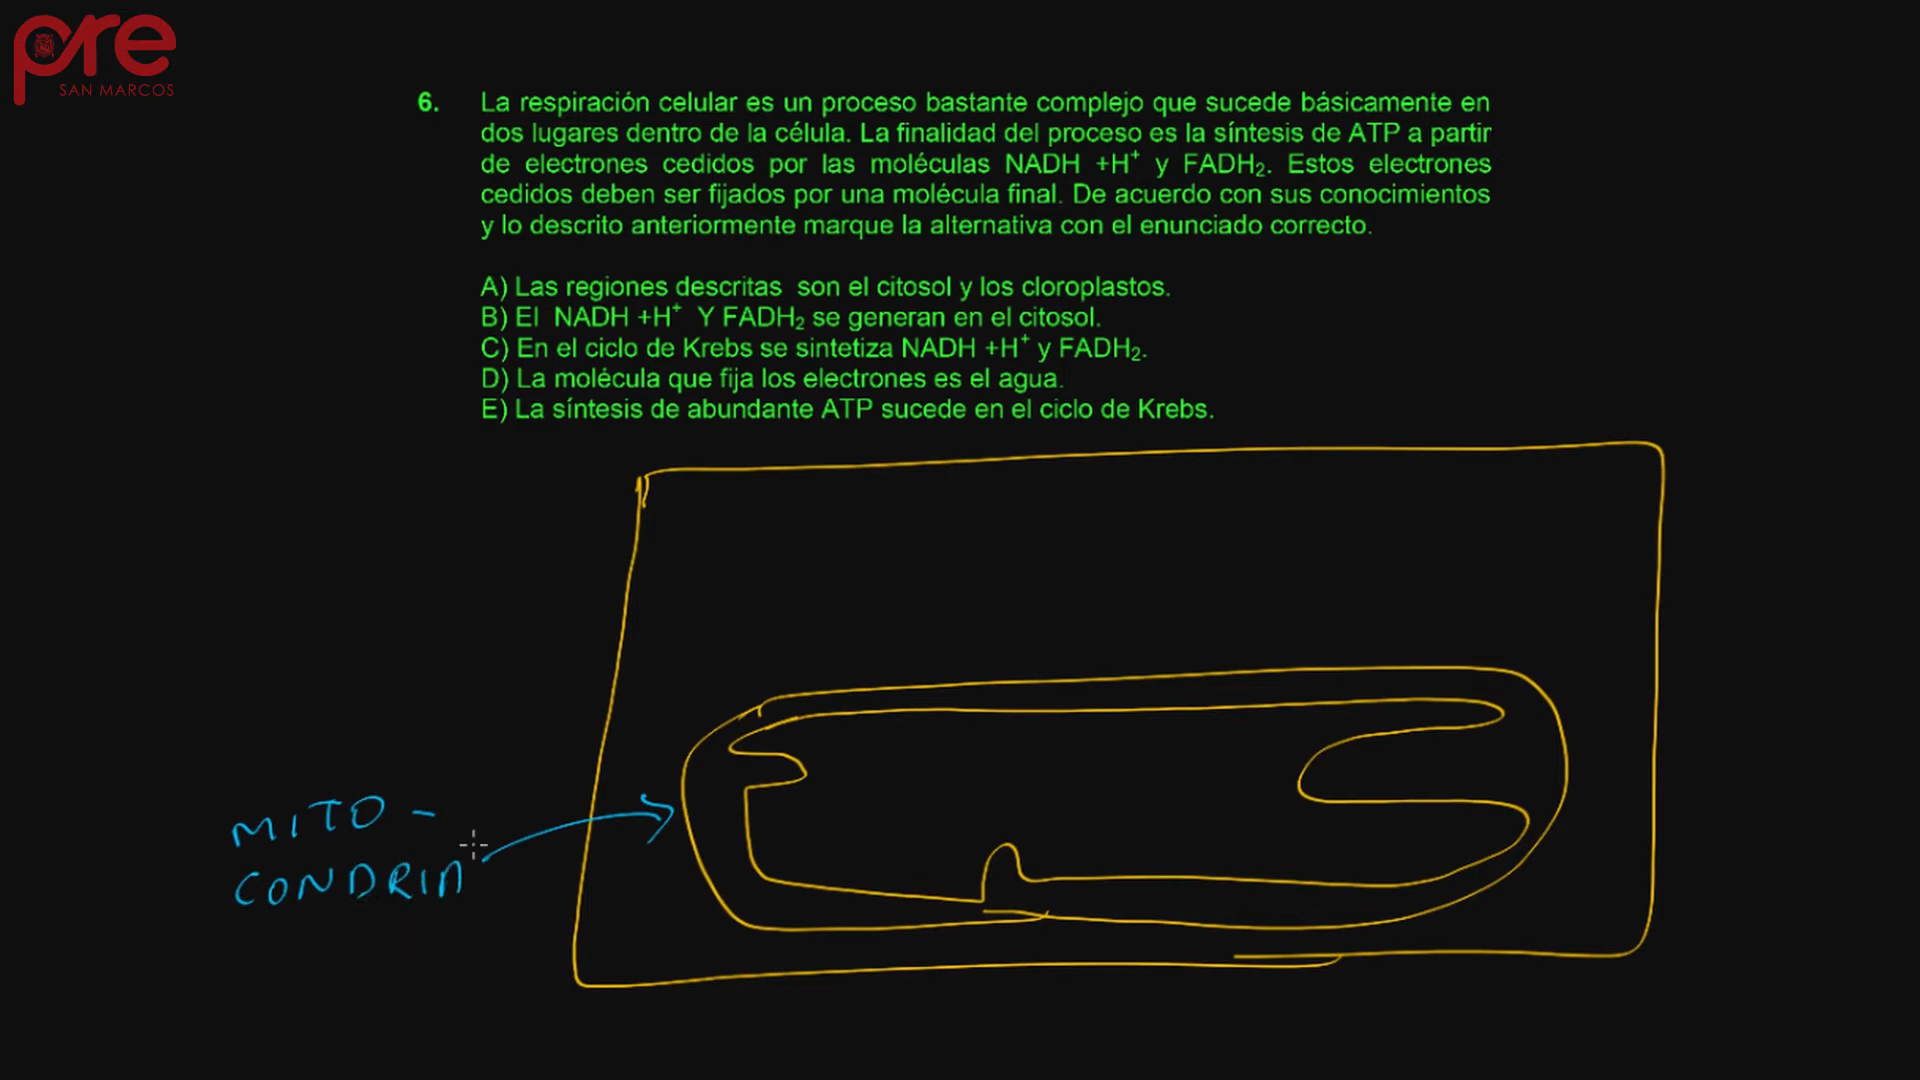 pre
SAN MARCOS
6. La respiración celular es un proceso bastante complejo que sucede básicamente en
dos lugares dentro de la célula. La finalidad del proceso es la síntesis de ATP a partir
de electrones cedidos por las moléculas NADH +H⁺ y FADH₂. Estos electrones
cedidos deben ser fijados por una molécula final. De acuerdo con sus conocimientos
y lo descrito anteriormente marque la alternativa con el enunciado correcto.
A) Las regiones descritas son el citosol y los cloroplastos.
B) El NADH +H⁺ Y FADH₂ se generan en el citosol.
C) En el ciclo de Krebs se sintetiza NADH +H⁺ y FADH₂.
D) La molécula que fija los electrones es el agua.
E) La síntesis de abundante ATP sucede en el ciclo de Krebs.
MITO -
CONDRIA